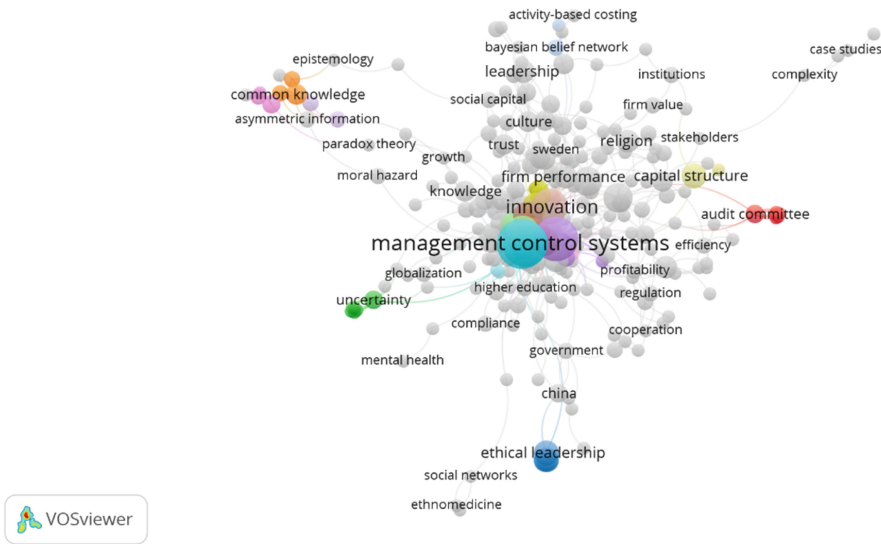 activity-based costing
bayesian belief network
case studies
epistemology
leadership
institutions
complexity
common knowledge
social capital
firm value
asymmetric information
culture
paradox theory
trust
sweden
religion
stakeholders
growth
moral hazard
firm performance
capital structure
knowledge
innovation
audit committee
management control systems
efficiency
globalization
profitability
higher education
uncertainty
regulation
compliance
cooperation
government
mental health
china
ethical leadership
social networks
ethnomedicine
VOSviewer